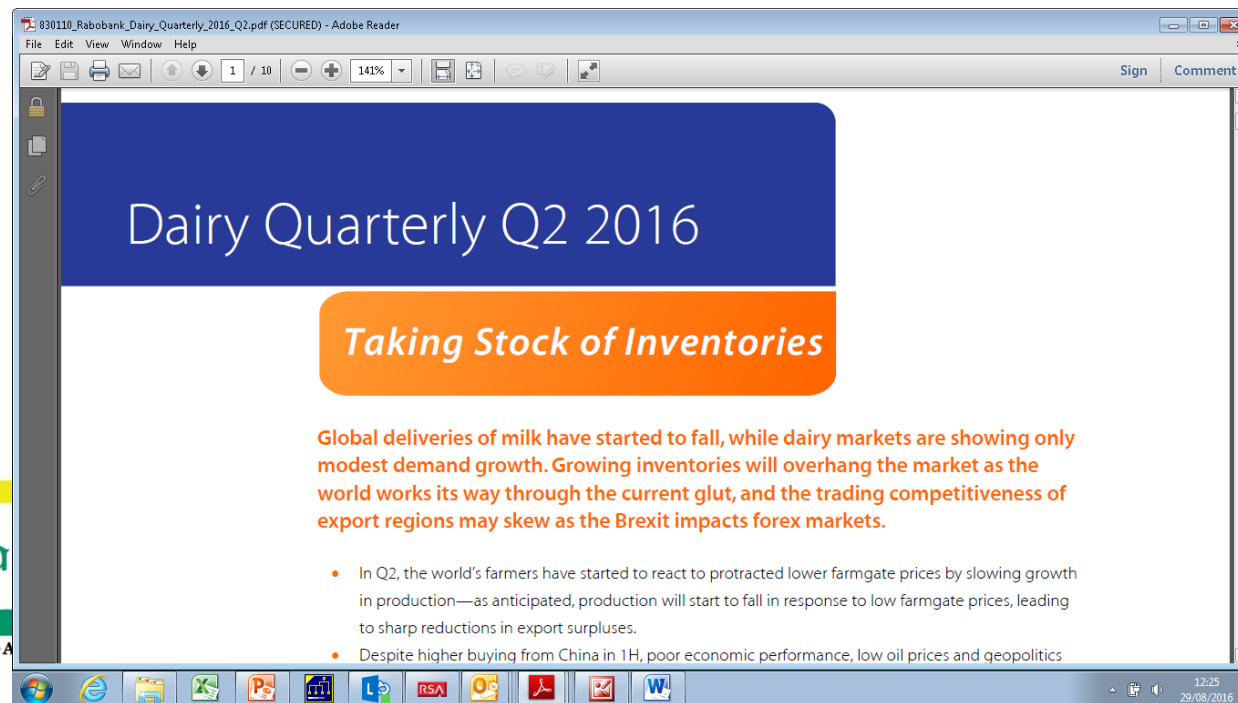 830110_Rabobank_Dairy_Quarterly_2016_Q2.pdf (SECURED) - Adobe Reader
File Edit View Window Help
1 / 10 141% Sign Comment
Dairy Quarterly Q2 2016
Taking Stock of Inventories
Global deliveries of milk have started to fall, while dairy markets are showing only
modest demand growth. Growing inventories will overhang the market as the
world works its way through the current glut, and the trading competitiveness of
export regions may skew as the Brexit impacts forex markets.
• In Q2, the world's farmers have started to react to protracted lower farmgate prices by slowing growth
in production—as anticipated, production will start to fall in response to low farmgate prices, leading
to sharp reductions in export surpluses.
• Despite higher buying from China in 1H, poor economic performance, low oil prices and geopolitics
RSA
12:25
29/08/2016